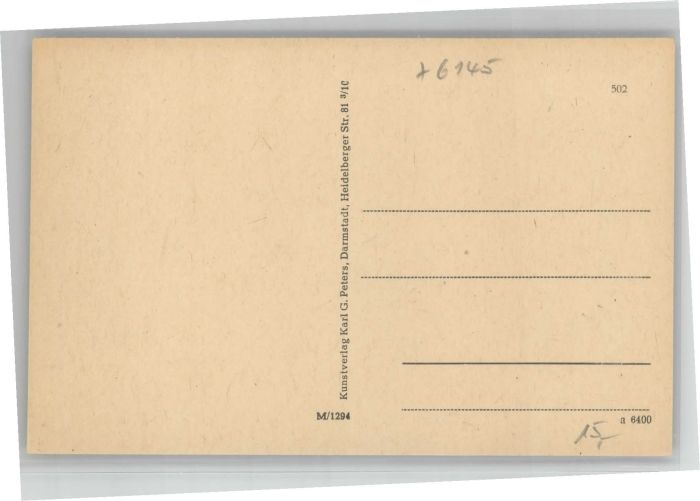 + 6145
502
Kunstverlag Karl G. Peters, Darmstadt, Heidelberger Str. 81 3/10
M/1294
a 6400
15,-